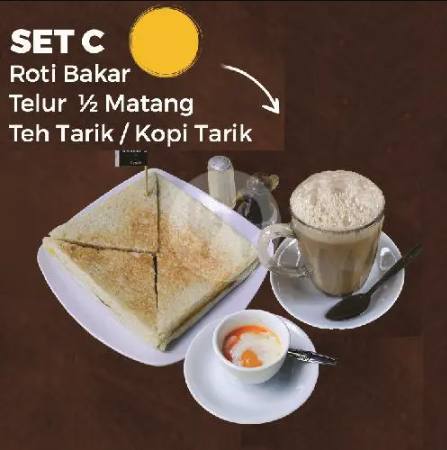 SET C
Roti Bakar
Telur ½ Matang
Teh Tarik / Kopi Tarik